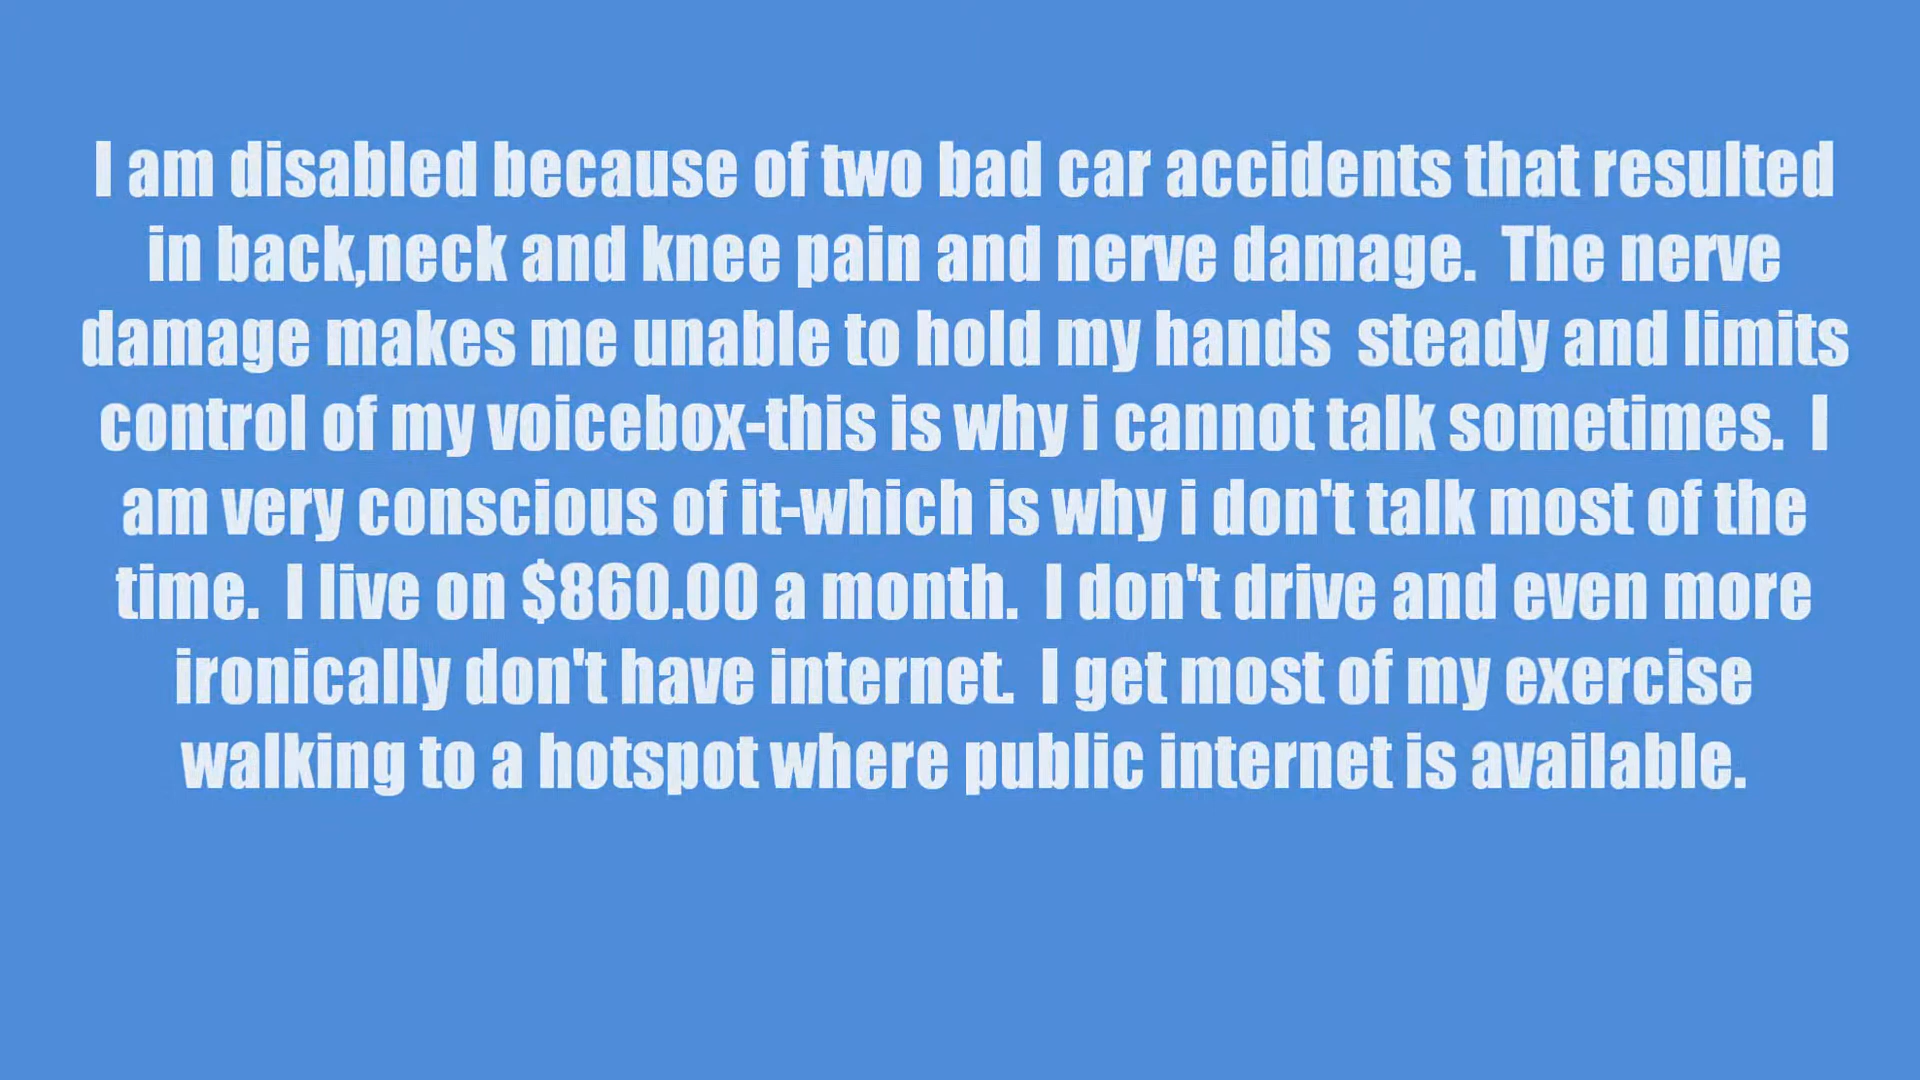 I am disabled because of two bad car accidents that resulted
in back,neck and knee pain and nerve damage.  The nerve
damage makes me unable to hold my hands  steady and limits
control of my voicebox-this is why i cannot talk sometimes.  I
am very conscious of it-which is why i don't talk most of the
time.  I live on $860.00 a month.  I don't drive and even more
ironically don't have internet.  I get most of my exercise
walking to a hotspot where public internet is available.